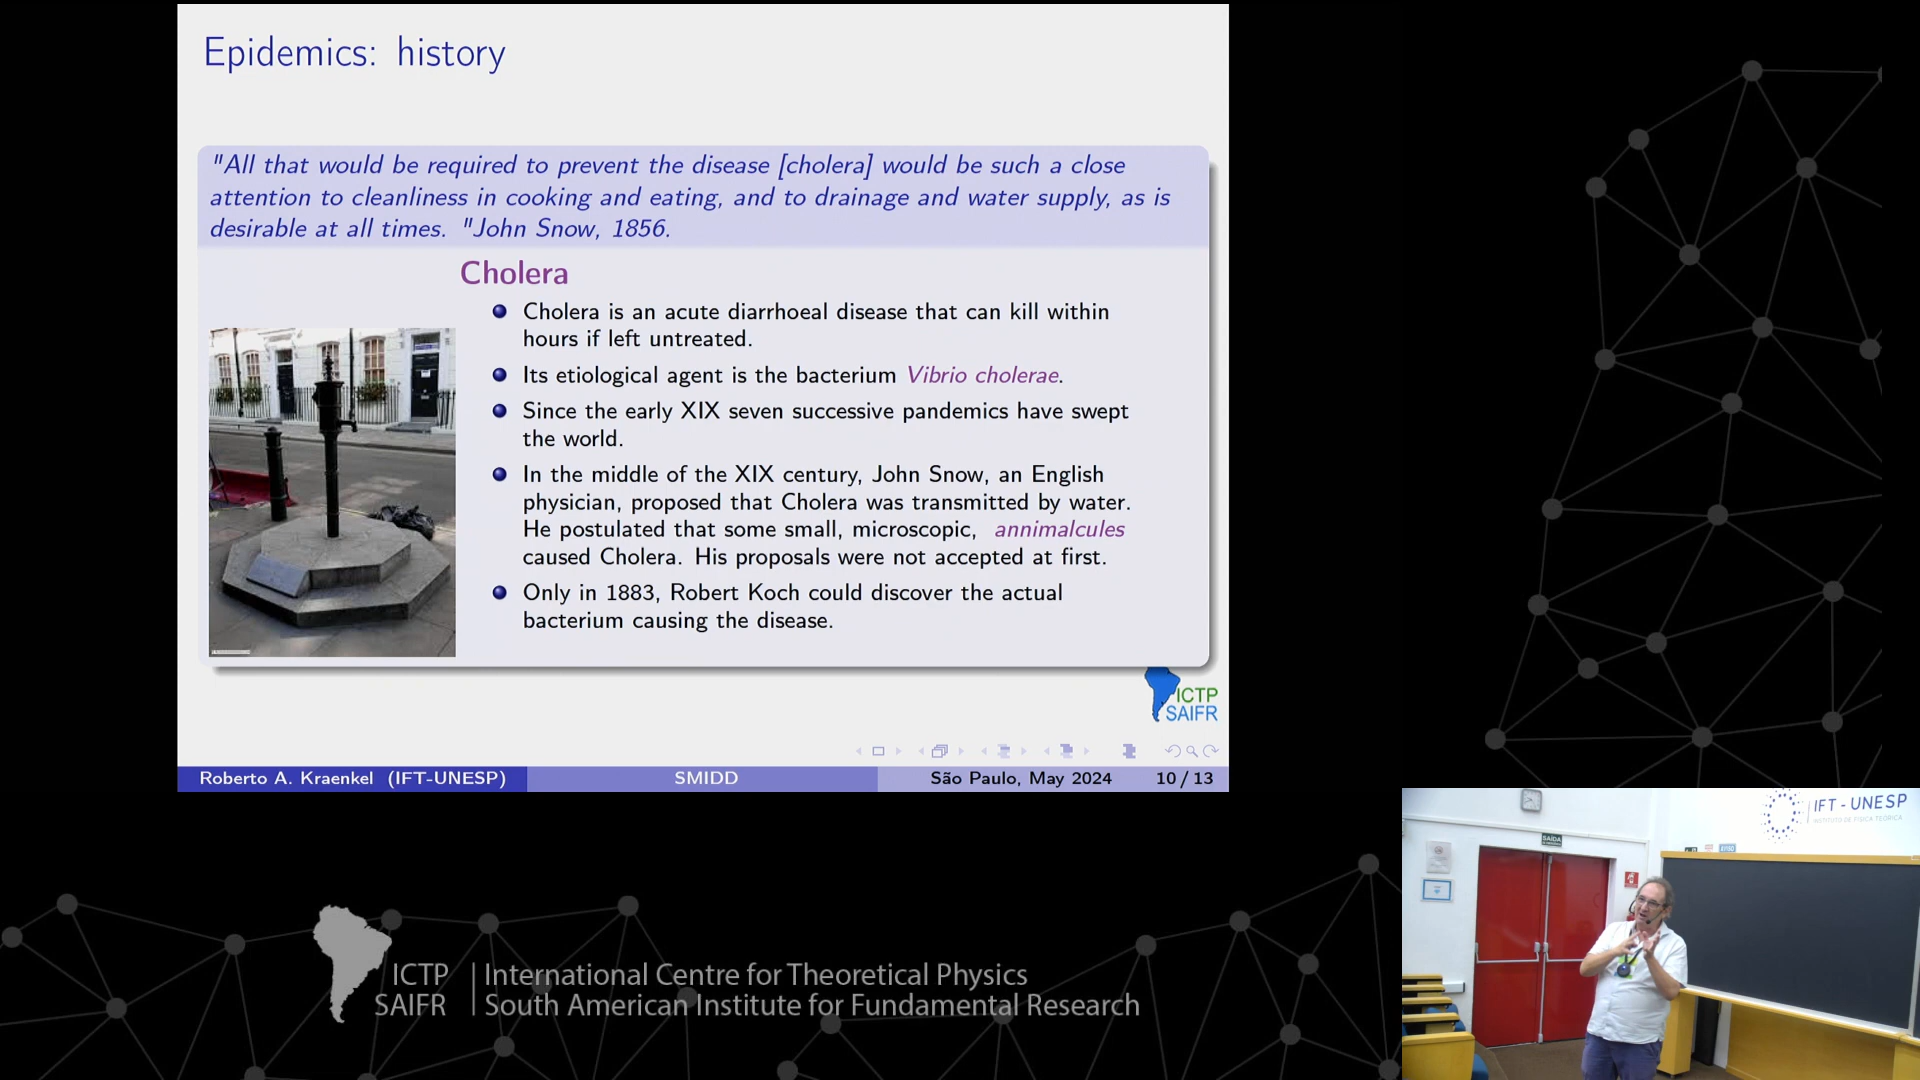 Epidemics: history
"All that would be required to prevent the disease [cholera] would be such a close
attention to cleanliness in cooking and eating, and to drainage and water supply, as is
desirable at all times. "John Snow, 1856.
Cholera
Cholera is an acute diarrhoeal disease that can kill within
hours if left untreated.
Its etiological agent is the bacterium Vibrio cholerae.
Since the early XIX seven successive pandemics have swept
the world.
In the middle of the XIX century, John Snow, an English
physician, proposed that Cholera was transmitted by water.
He postulated that some small, microscopic, annimalcules
caused Cholera. His proposals were not accepted at first.
Only in 1883, Robert Koch could discover the actual
bacterium causing the disease.
ICTP
SAIFR
Roberto A. Kraenkel (IFT-UNESP) SMIDD São Paulo, May 2024 10 / 13
IFT - UNESP
INSTITUTO DE FÍSICA TEÓRICA
SAÍDA
ICTP International Centre for Theoretical Physics
SAIFR South American Institute for Fundamental Research